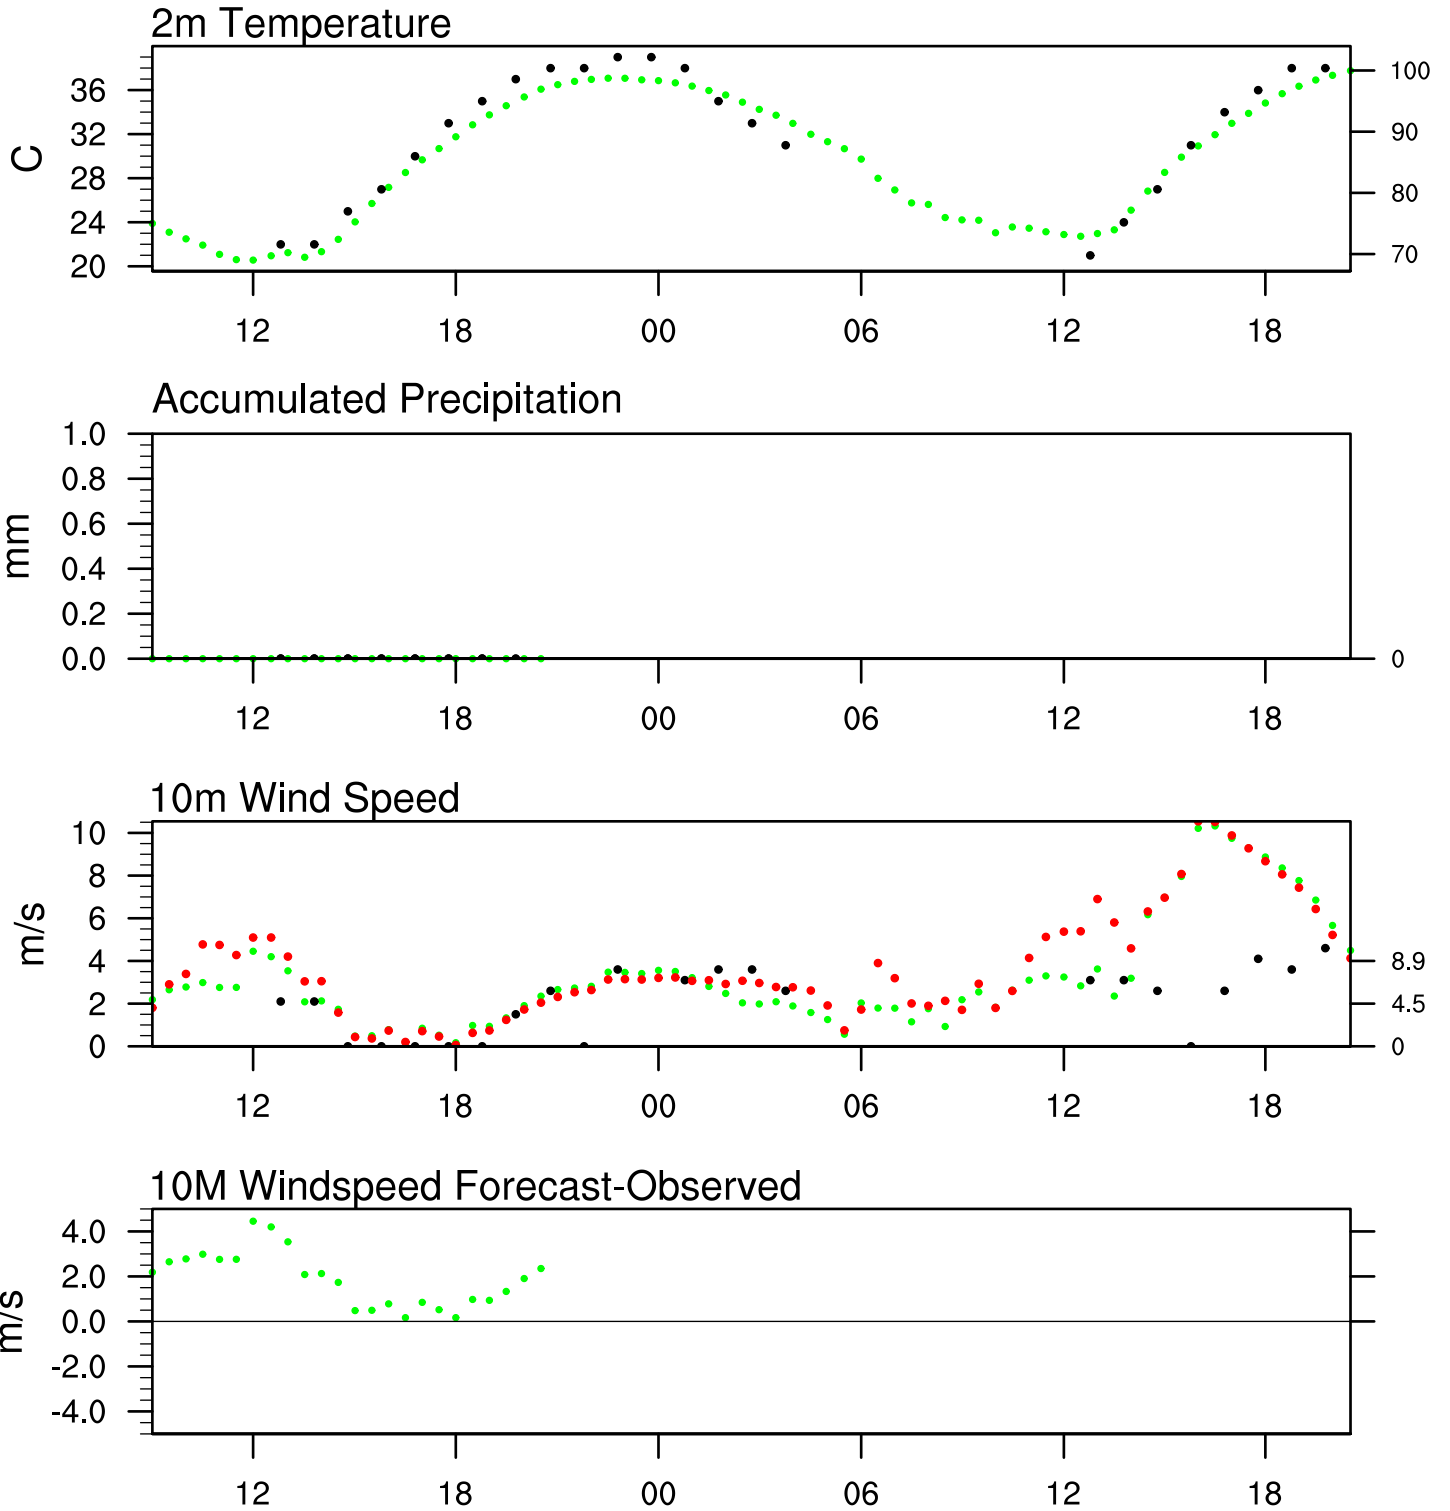 2m Temperature
C
36
32
28
24
20
100
90
80
70
12 18 00 06 12 18
Accumulated Precipitation
mm
1.0
0.8
0.6
0.4
0.2
0.0
0
12 18 00 06 12 18
10m Wind Speed
m/s
10
8
6
4
2
0
8.9
4.5
0
12 18 00 06 12 18
10M Windspeed Forecast-Observed
m/s
4.0
2.0
0.0
-2.0
-4.0
12 18 00 06 12 18